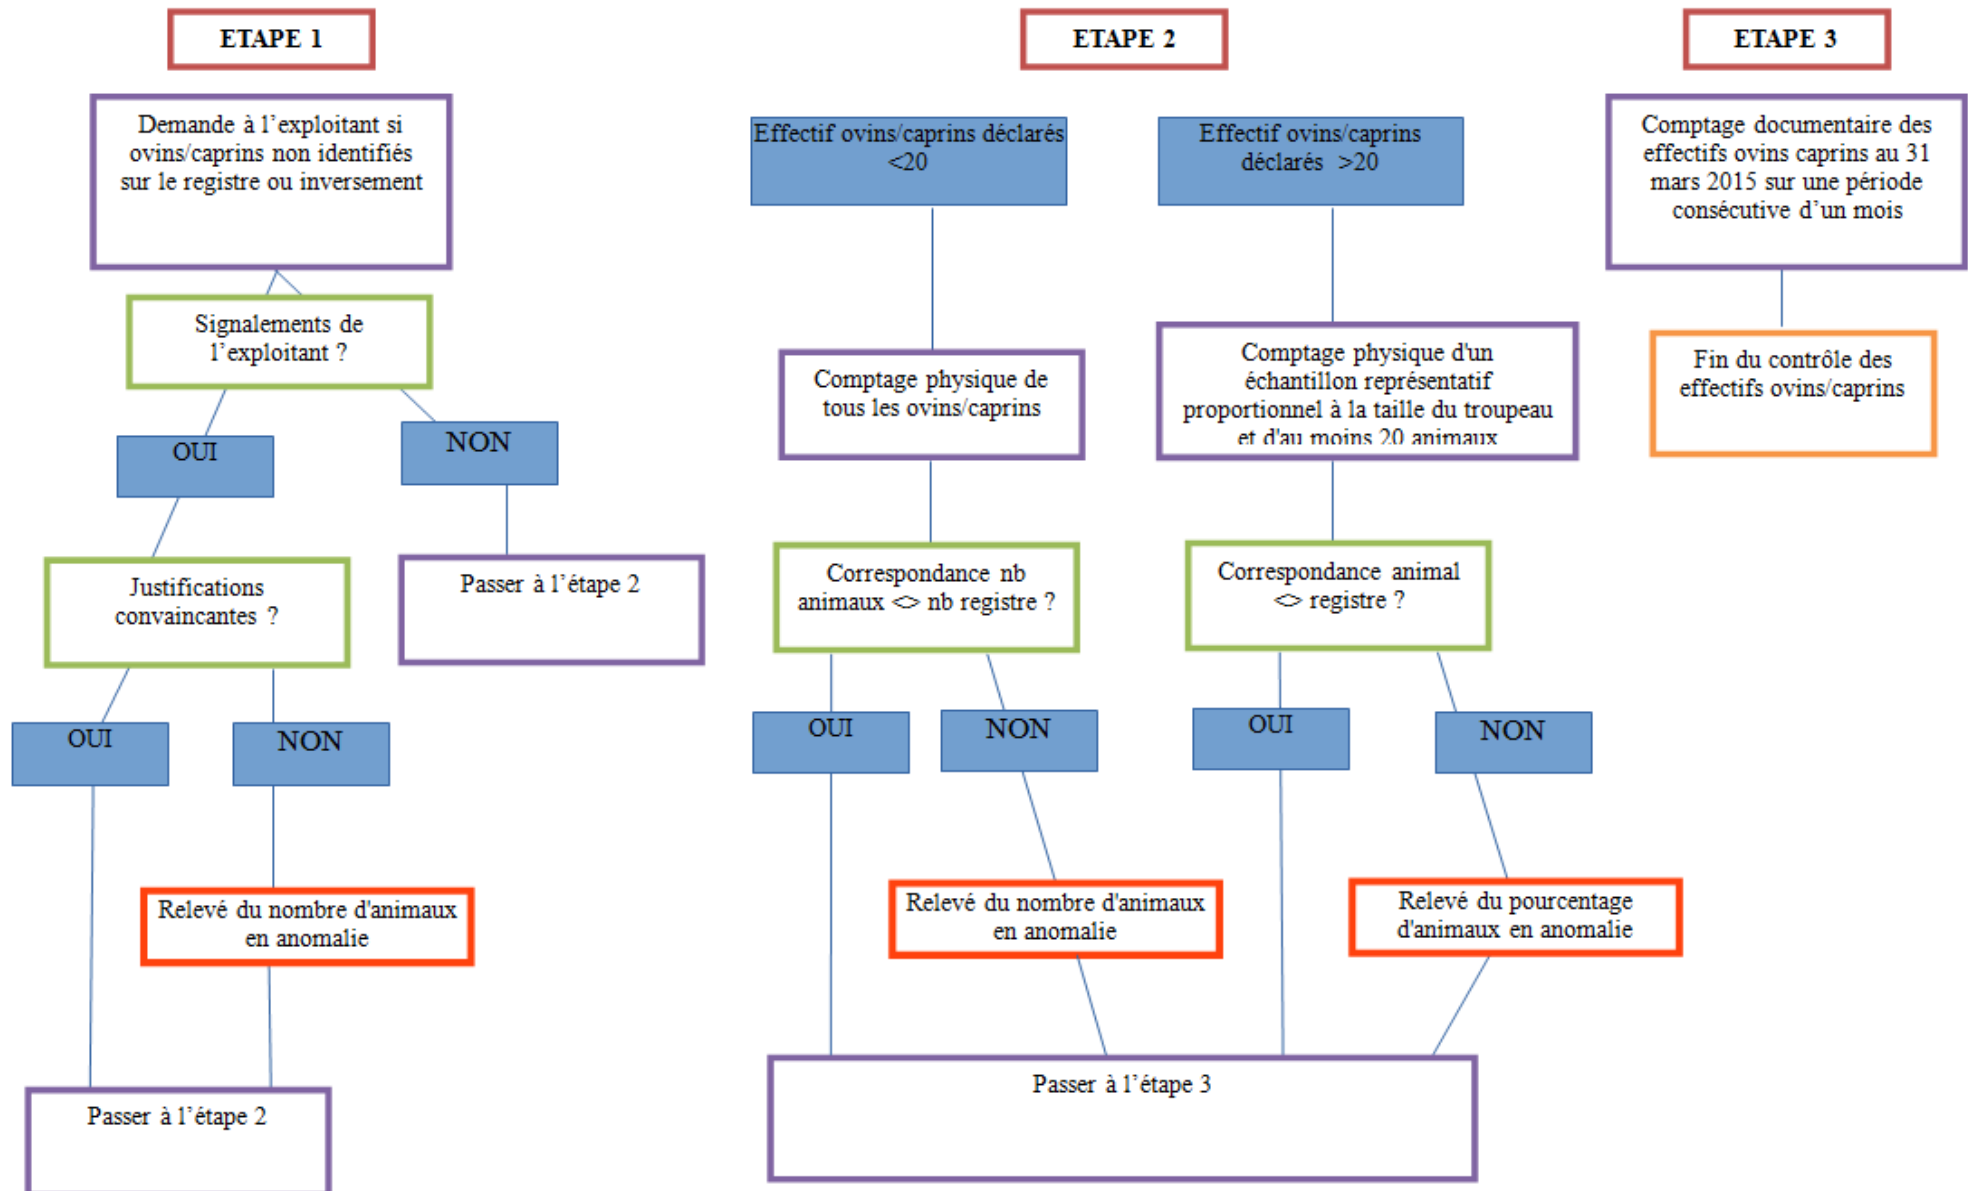 ETAPE 1
Demande à l'exploitant si
ovins/caprins non identifiés
sur le registre ou inversement
Signalements de
l'exploitant ?
OUI
NON
Justifications
convaincantes ?
Passer à l'étape 2
OUI
NON
Relevé du nombre d'animaux
en anomalie
Passer à l'étape 2
ETAPE 2
Effectif ovins/caprins déclarés
<20
Effectif ovins/caprins
déclarés >20
Comptage physique de
tous les ovins/caprins
Comptage physique d'un
échantillon représentatif
proportionnel à la taille du troupeau
et d'au moins 20 animaux
Correspondance nb
animaux <> nb registre ?
Correspondance animal
<> registre ?
OUI
NON
OUI
NON
Relevé du nombre d'animaux
en anomalie
Relevé du pourcentage
d'animaux en anomalie
Passer à l'étape 3
ETAPE 3
Comptage documentaire des
effectifs ovins caprins au 31
mars 2015 sur une période
consécutive d'un mois
Fin du contrôle des
effectifs ovins/caprins